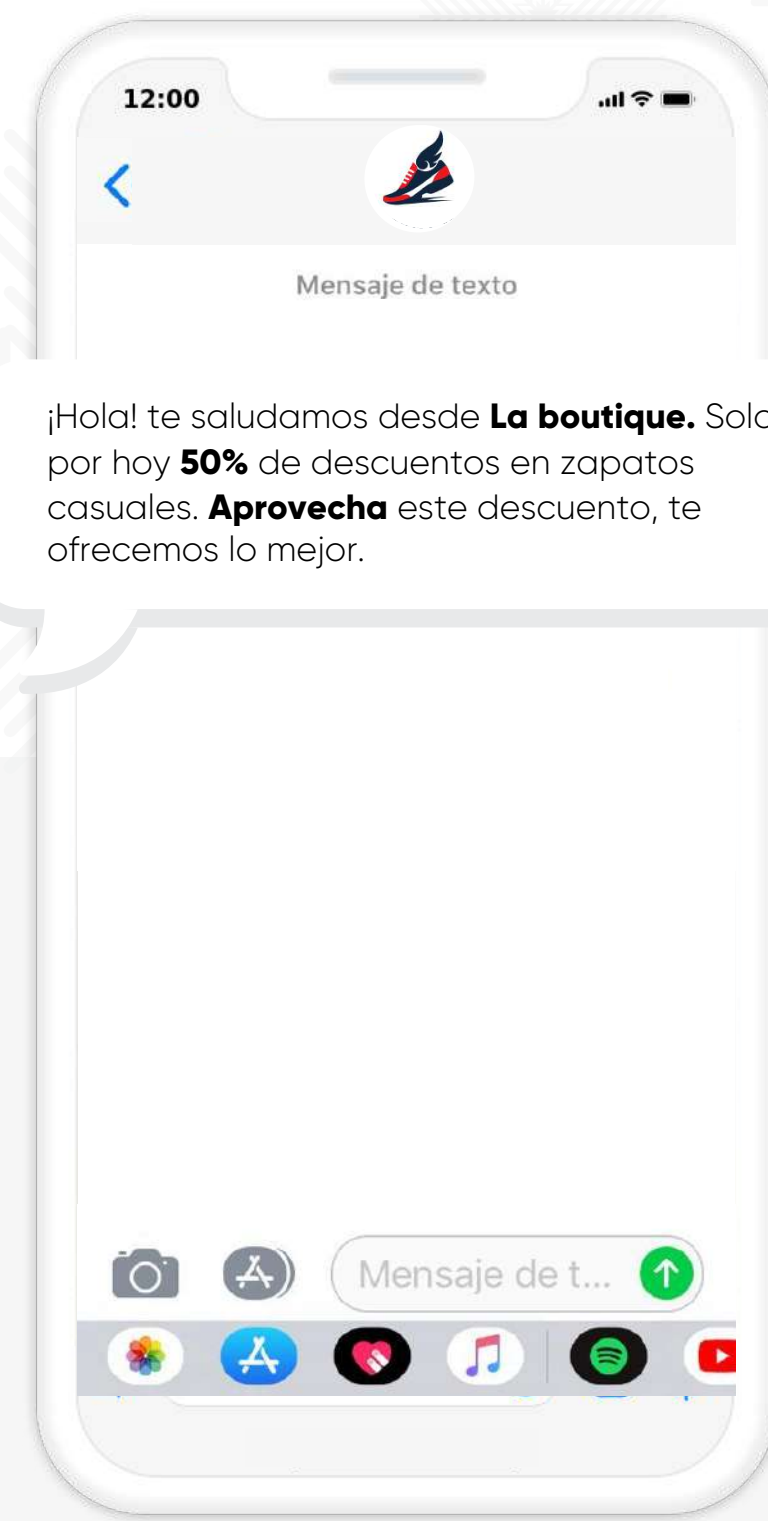 12:00
Mensaje de texto
¡Hola! te saludamos desde La boutique. Solo
por hoy 50% de descuentos en zapatos
casuales. Aprovecha este descuento, te
ofrecemos lo mejor.
Mensaje de t...